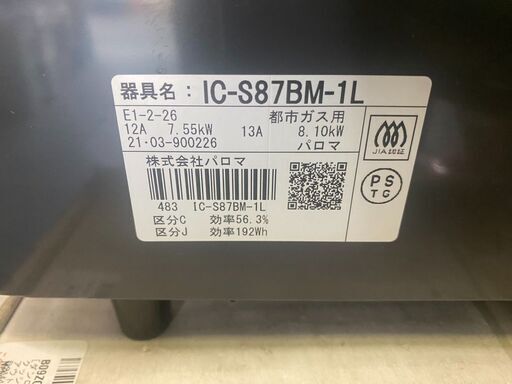 器具名：IC-S87BM-1L
E1-2-26 都市ガス用
12A 7.55kW 13A 8.10kW
21·03-900226 パロマ
JIA認証
株式会社パロマ
PS
TG
483 IC-S87BM-1L
区分C 効率56.3%
区分J 効率192Wh